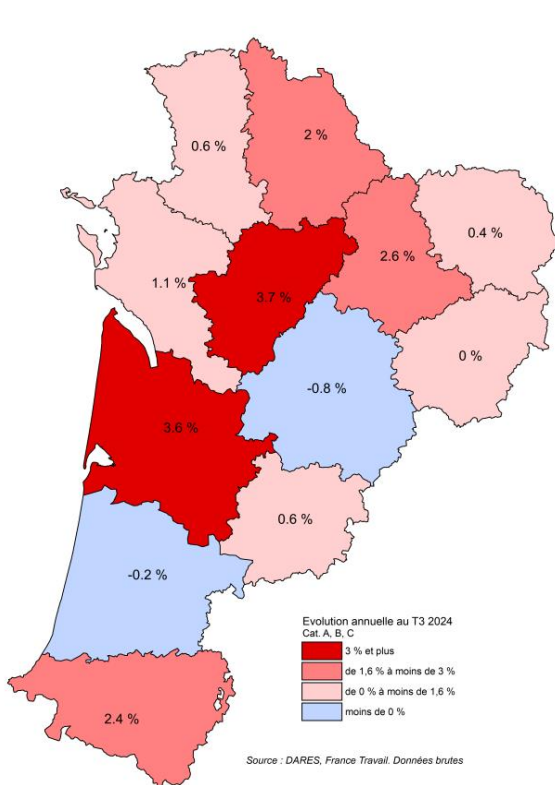 2 %
0.6 %
0.4 %
2.6 %
1.1 %
3.7 %
0 %
-0.8 %
3.6 %
0.6 %
-0.2 %
2.4 %
Evolution annuelle au T3 2024
Cat. A, B, C
3 % et plus
de 1,6 % à moins de 3 %
de 0 % à moins de 1,6 %
moins de 0 %
Source : DARES, France Travail. Données brutes